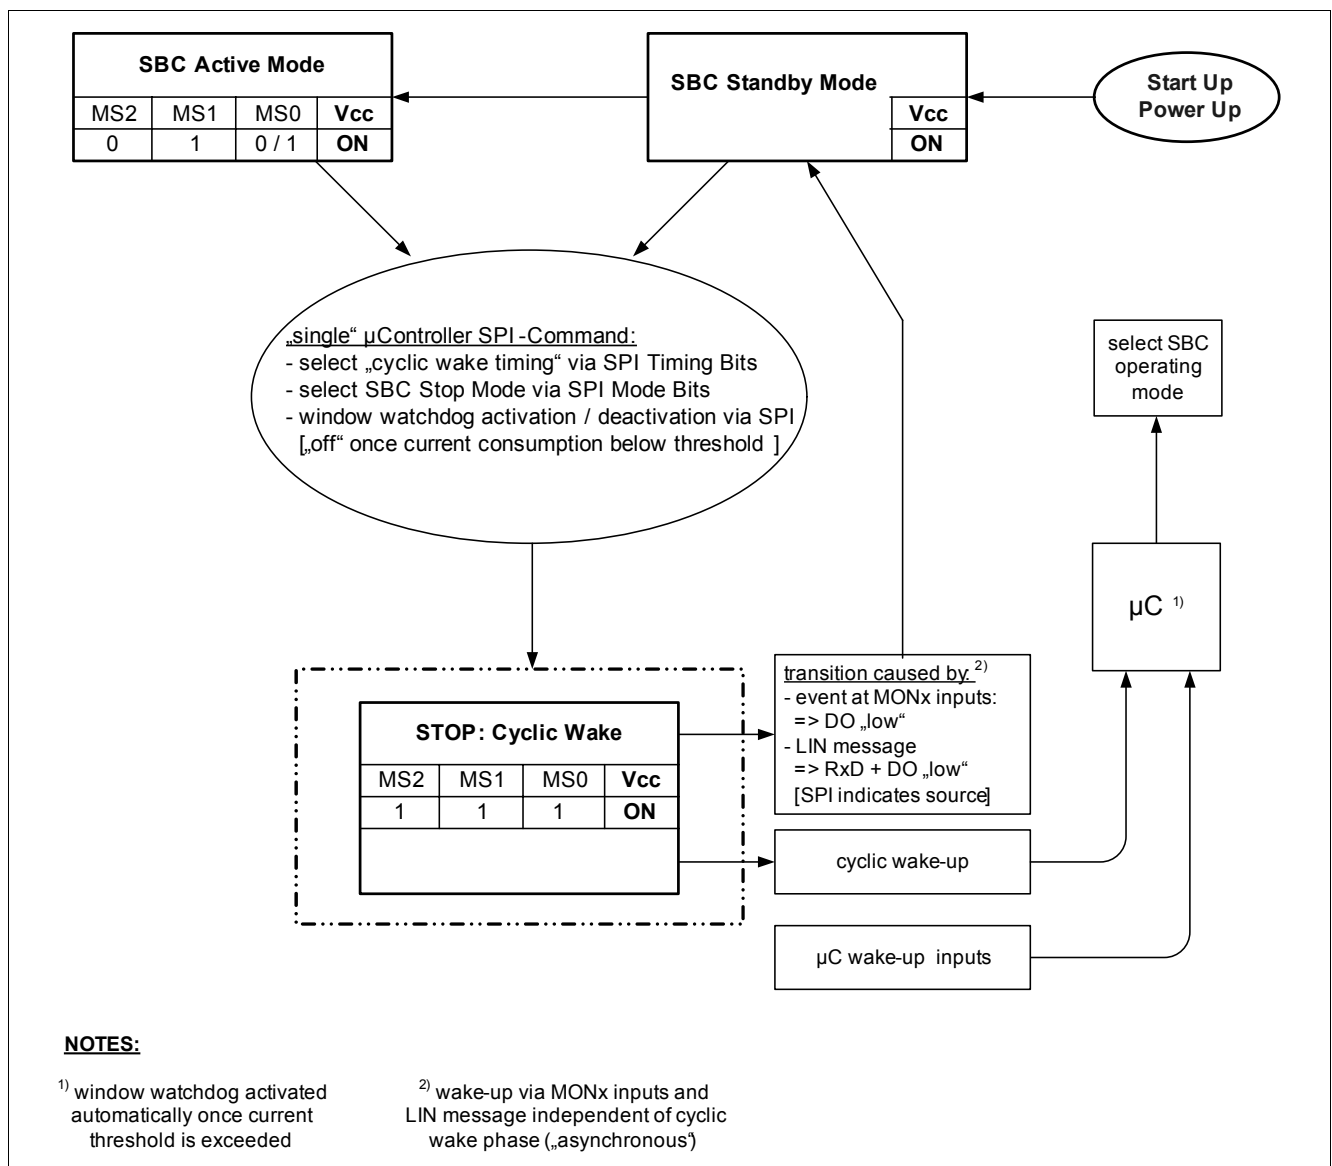 SBC Active Mode
MS2 MS1 MS0 Vcc
0 1 0 / 1 ON
SBC Standby Mode
Vcc
ON
Start Up
Power Up
„single“ µController SPI -Command:
- select „cyclic wake timing“ via SPI Timing Bits
- select SBC Stop Mode via SPI Mode Bits
- window watchdog activation / deactivation via SPI
[„off“ once current consumption below threshold ]
select SBC
operating
mode
µC 1)
STOP: Cyclic Wake
MS2 MS1 MS0 Vcc
1 1 1 ON
transition caused by: 2)
- event at MONx inputs:
=> DO „low“
- LIN message
=> RxD + DO „low“
[SPI indicates source]
cyclic wake-up
µC wake-up inputs
NOTES:
1) window watchdog activated
automatically once current
threshold is exceeded
2) wake-up via MONx inputs and
LIN message independent of cyclic
wake phase („asynchronous“)